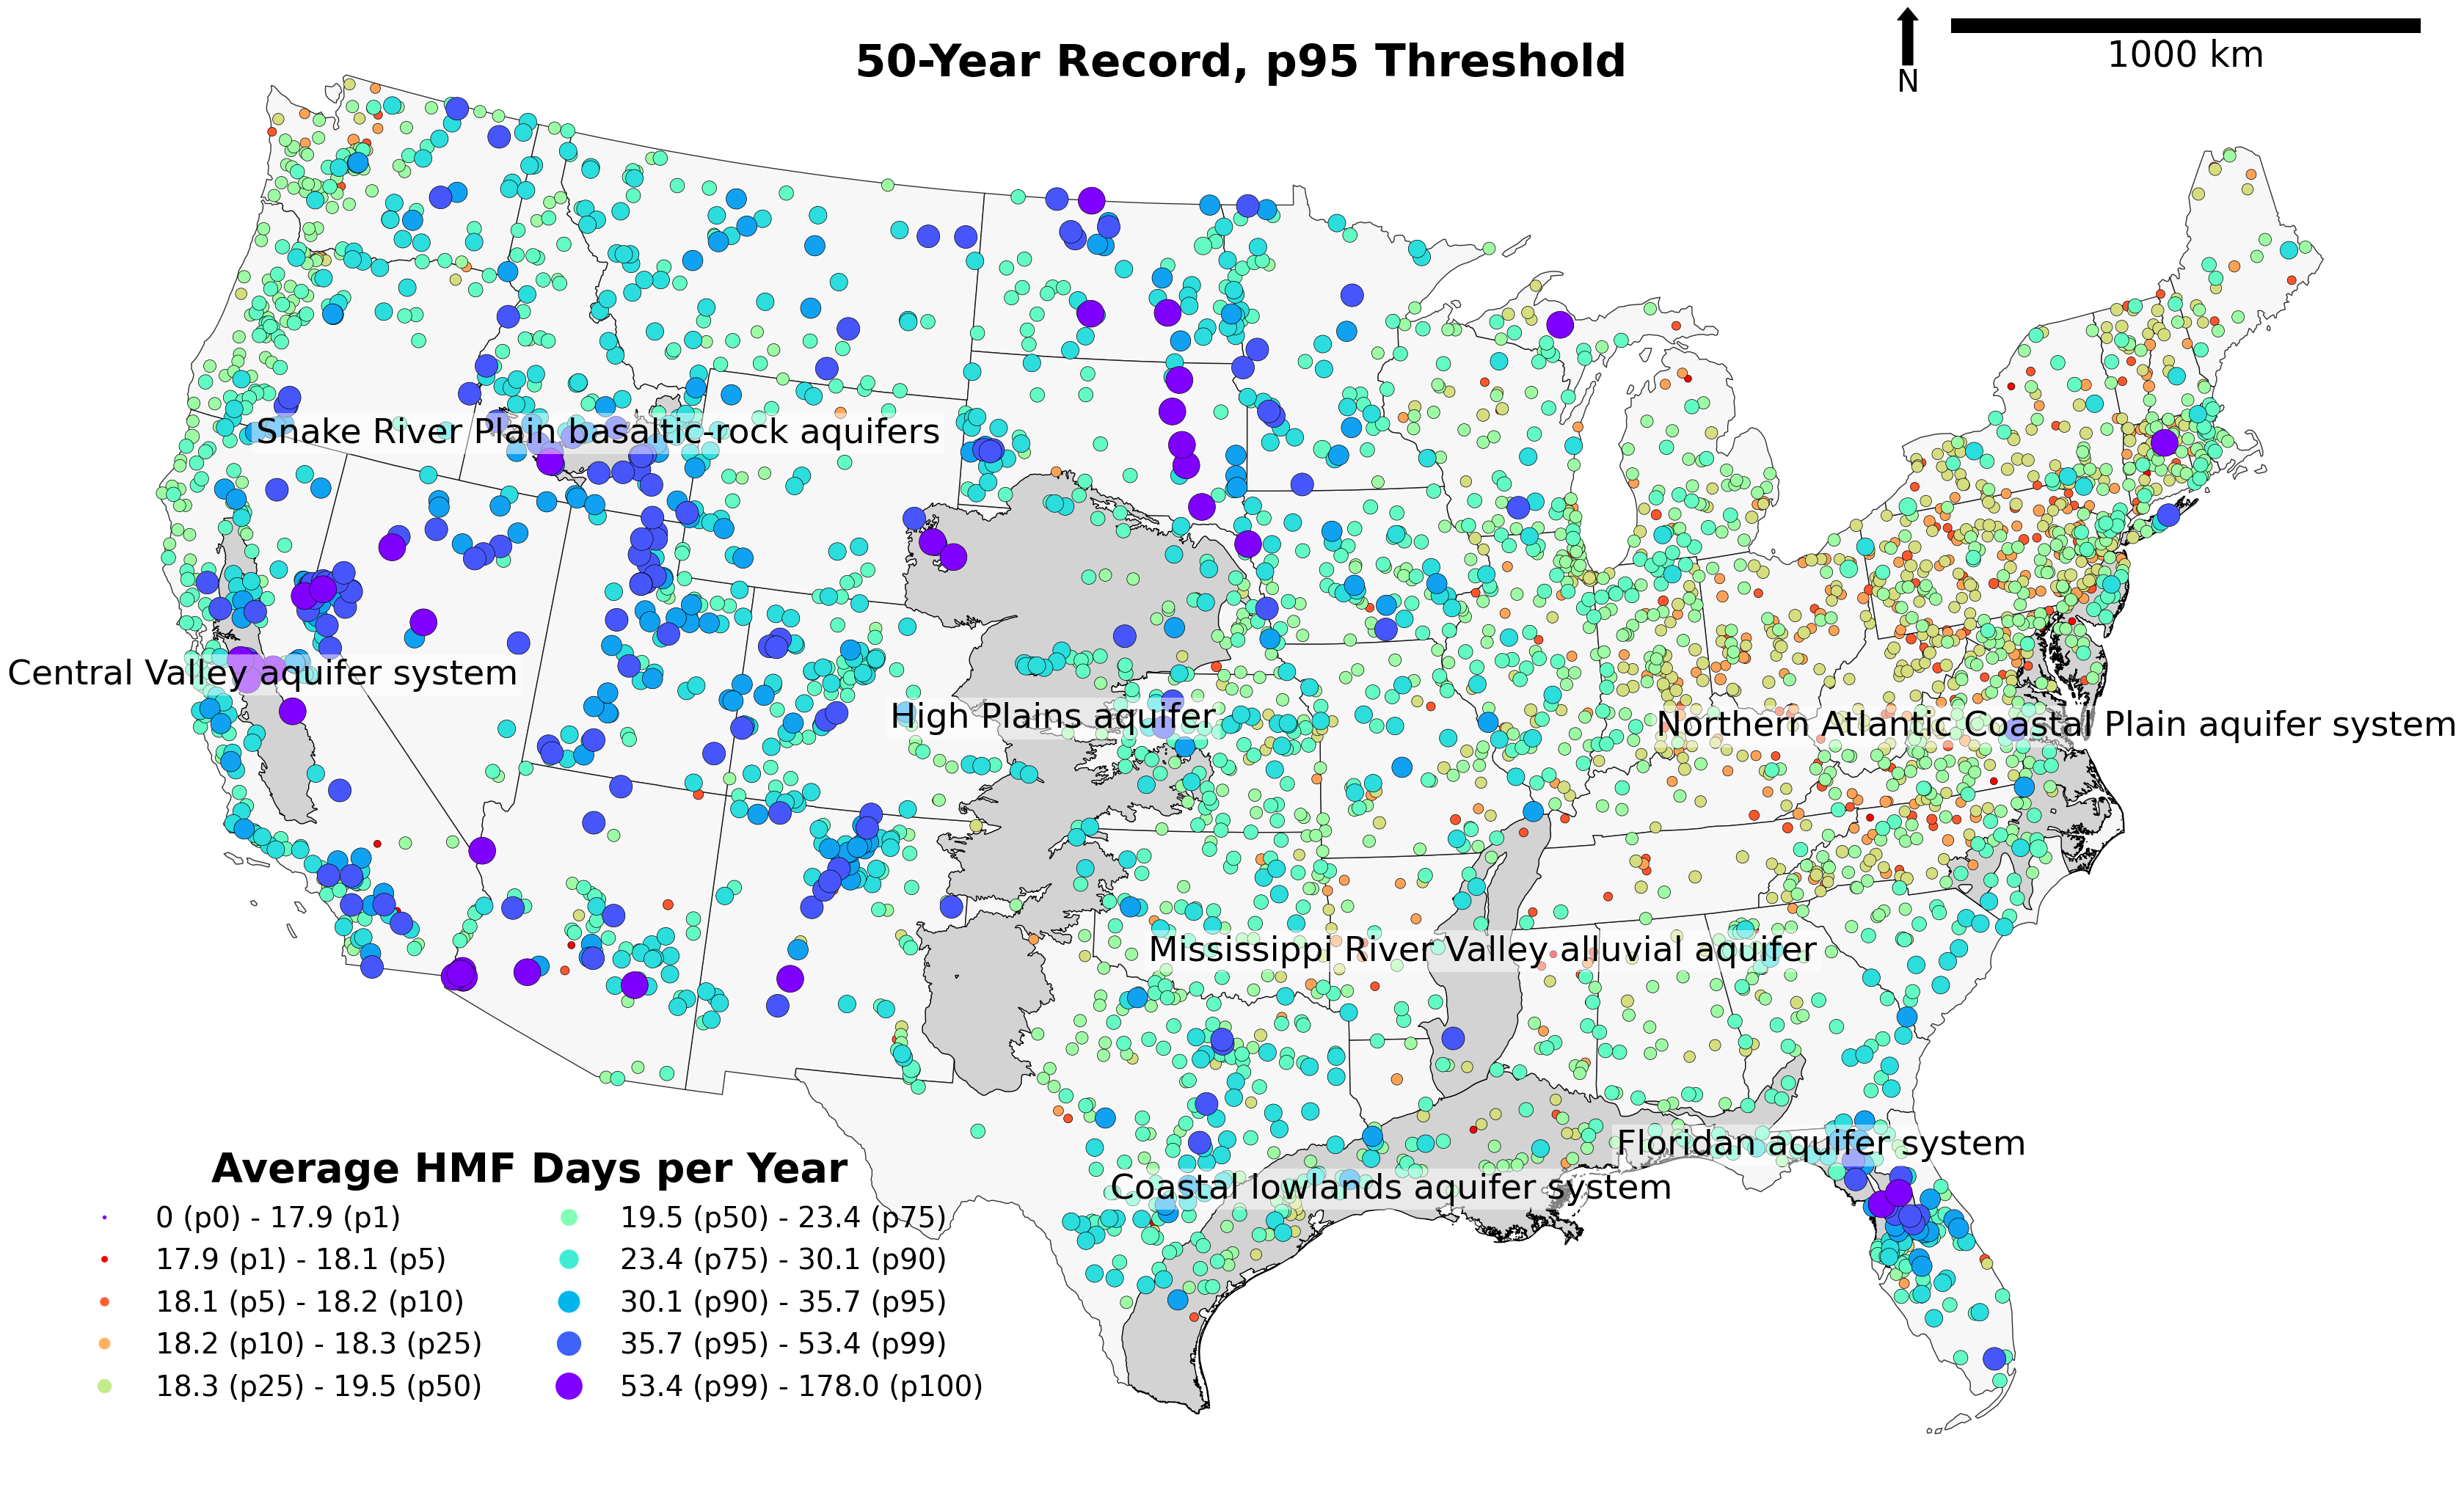 50-Year Record, p95 Threshold
N
1000 km
Snake River Plain basaltic-rock aquifers
Central Valley aquifer system
High Plains aquifer
Northern Atlantic Coastal Plain aquifer system
Mississippi River Valley alluvial aquifer
Floridan aquifer system
Coastal lowlands aquifer system
Average HMF Days per Year
0 (p0) - 17.9 (p1)
17.9 (p1) - 18.1 (p5)
18.1 (p5) - 18.2 (p10)
18.2 (p10) - 18.3 (p25)
18.3 (p25) - 19.5 (p50)
19.5 (p50) - 23.4 (p75)
23.4 (p75) - 30.1 (p90)
30.1 (p90) - 35.7 (p95)
35.7 (p95) - 53.4 (p99)
53.4 (p99) - 178.0 (p100)